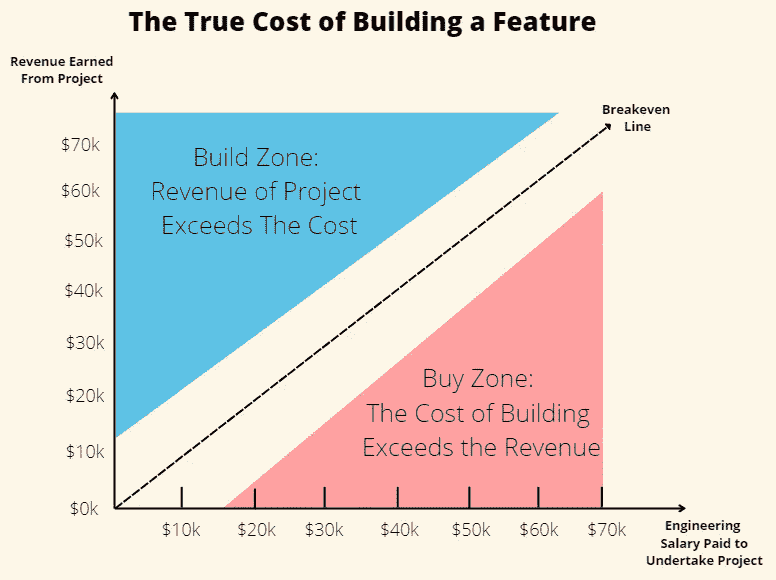 The True Cost of Building a Feature
Revenue Earned
From Project
Breakeven
Line
$70k
$60k
$50k
$40k
$30k
$20k
$10k
$0k
Build Zone:
Revenue of Project
Exceeds The Cost
Buy Zone:
The Cost of Building
Exceeds the Revenue
$10k
$20k
$30k
$40k
$50k
$60k
$70k
Engineering
Salary Paid to
Undertake Project